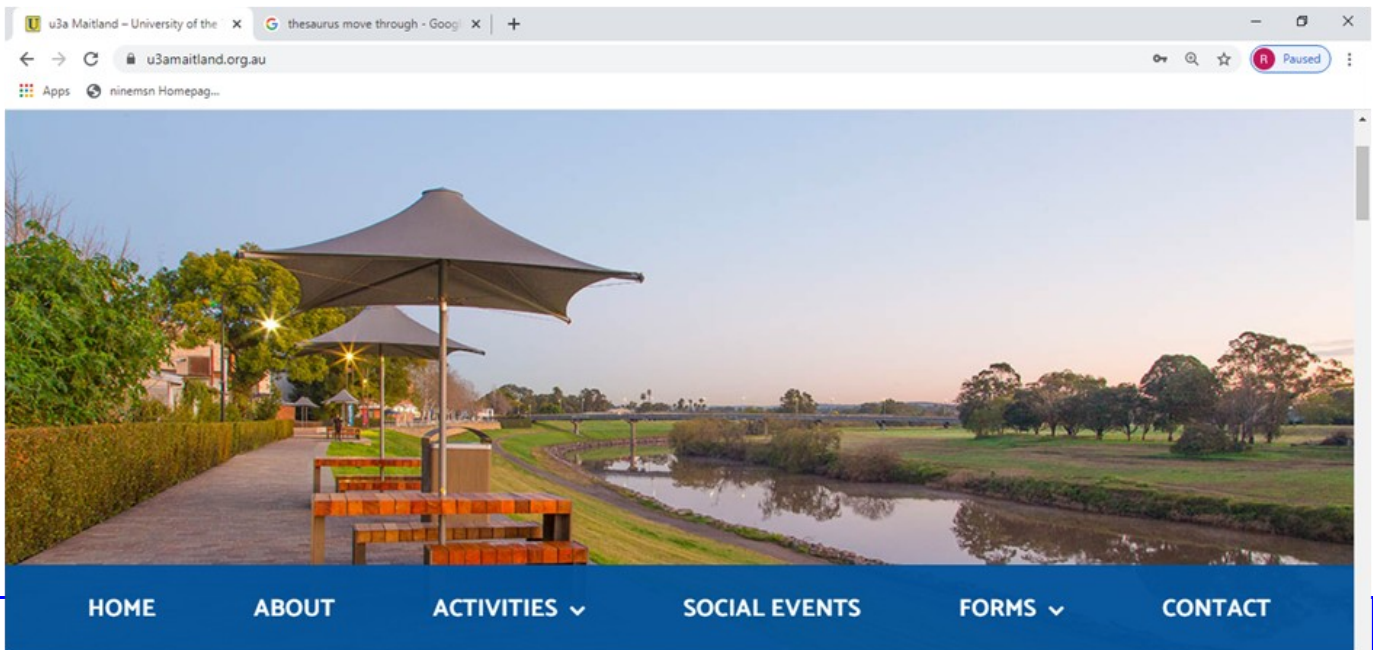 u3a Maitland – University of the
thesaurus move through - Goog
u3amaitland.org.au
R Paused
Apps ninemsn Homepag...
HOME ABOUT ACTIVITIES SOCIAL EVENTS FORMS CONTACT